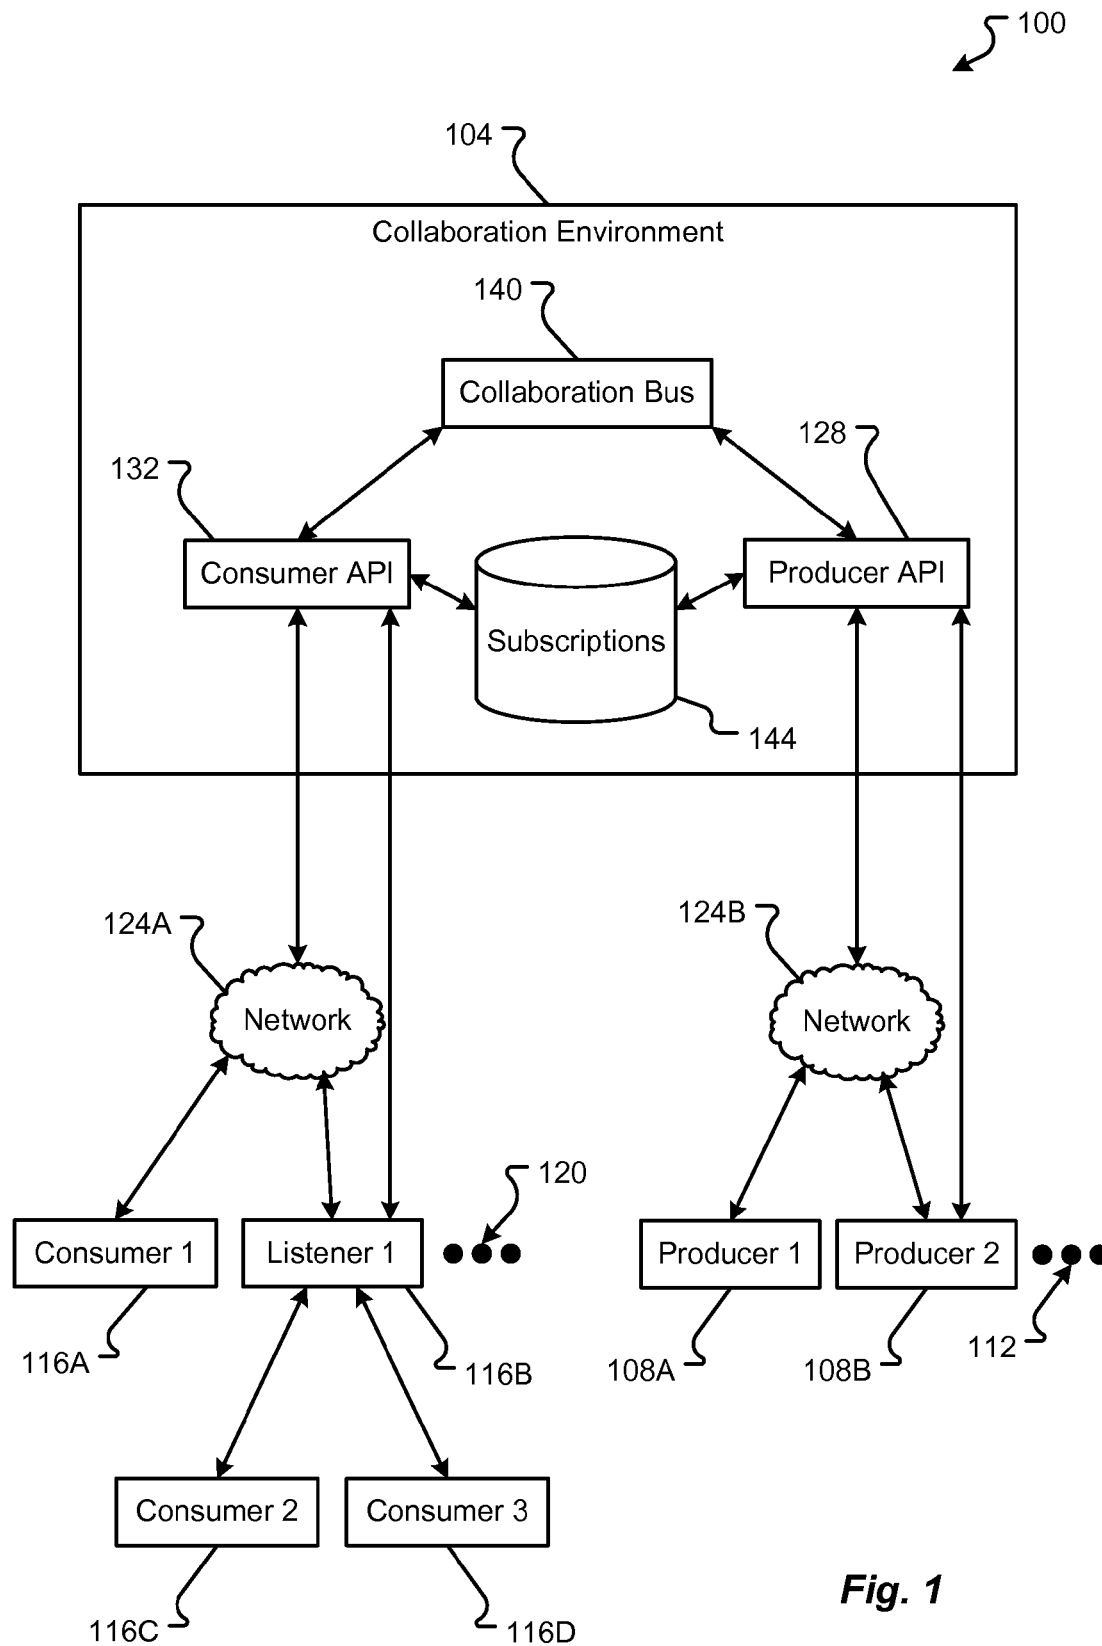 100
104
Collaboration Environment
140
Collaboration Bus
128
132
Consumer API
Producer API
Subscriptions
144
124A
124B
Network
Network
120
Consumer 1
Listener 1
Producer 1
Producer 2
112
116A
116B
108A
108B
Consumer 2
Consumer 3
Fig. 1
116C
116D